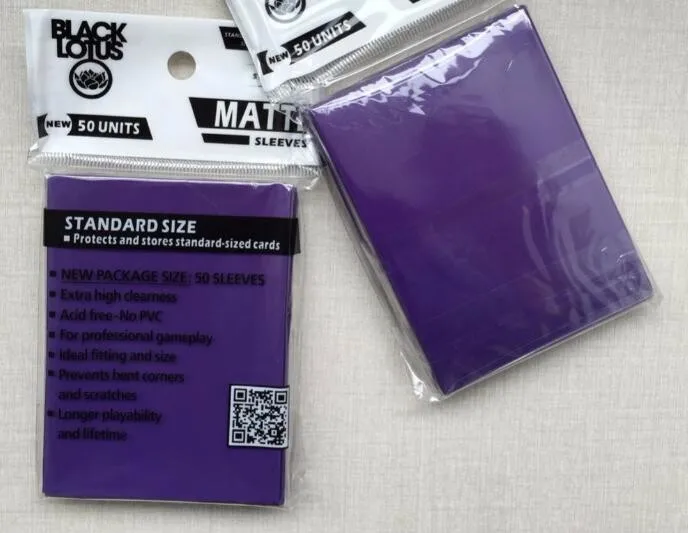 BLACK
LOTUS
NEW 50 UNITS
SLEEVES
STANDARD SIZE
▪ Protects and stores standard-sized cards
▪ NEW PACKAGE SIZE: 50 SLEEVES
▪ Extra high clearness
▪ Acid free-No PVC
▪ For professional gameplay
▪ Ideal fitting and size
▪ Prevents bent corners
and scratches
▪ Longer playability
and lifetime
NEW 50 UNITS